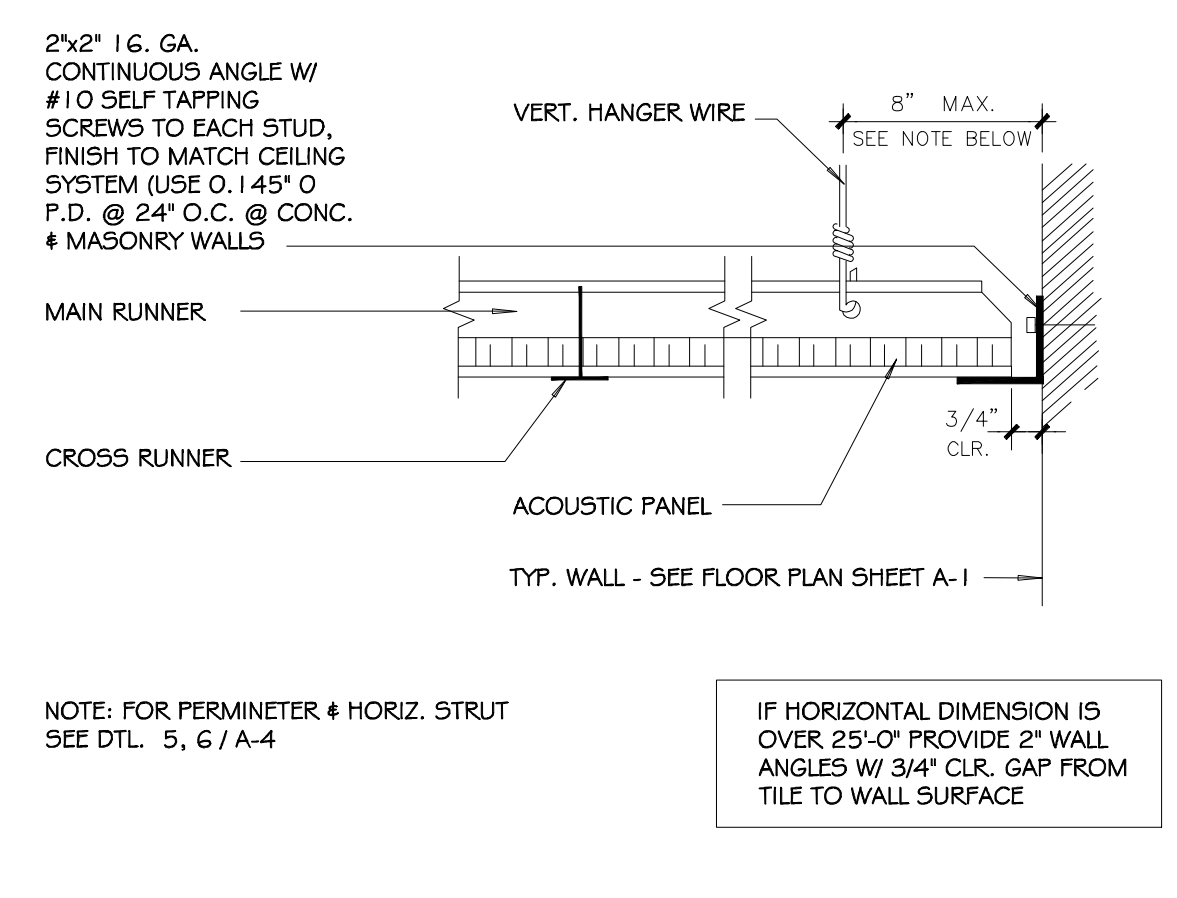 2"x2" 16. GA.
CONTINUOUS ANGLE W/
#10 SELF TAPPING
SCREWS TO EACH STUD,
FINISH TO MATCH CEILING
SYSTEM (USE 0.145" O
P.D. @ 24" O.C. @ CONC.
& MASONRY WALLS
VERT. HANGER WIRE
8" MAX.
SEE NOTE BELOW
MAIN RUNNER
3/4"
CLR.
CROSS RUNNER
ACOUSTIC PANEL
TYP. WALL - SEE FLOOR PLAN SHEET A-1
NOTE: FOR PERMINETER & HORIZ. STRUT
SEE DTL. 5, 6 / A-4
IF HORIZONTAL DIMENSION IS
OVER 25'-0" PROVIDE 2" WALL
ANGLES W/ 3/4" CLR. GAP FROM
TILE TO WALL SURFACE